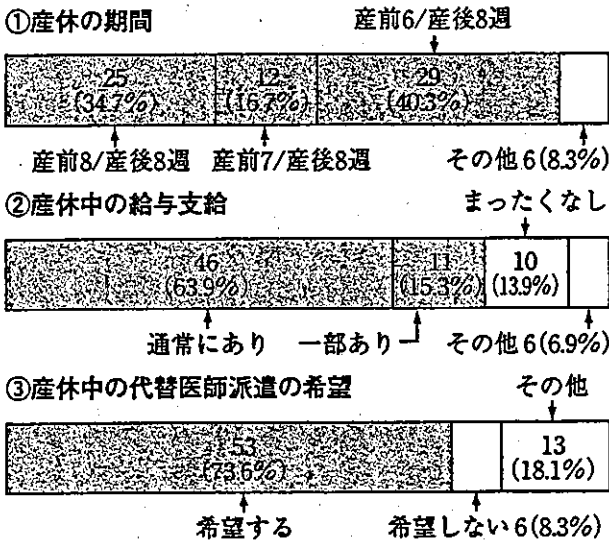 ①産休の期間
産前6/産後8週
25 12 29
(34.7%) (16.7%) (40.3%)
産前8/産後8週 産前7/産後8週 その他 6(8.3%)
②産休中の給与支給
まったくなし
46 11 10
(63.9%) (15.3%) (13.9%)
通常にあり 一部あり その他 6(6.9%)
③産休中の代替医師派遣の希望
その他
53 13
(73.6%) (18.1%)
希望する 希望しない 6(8.3%)